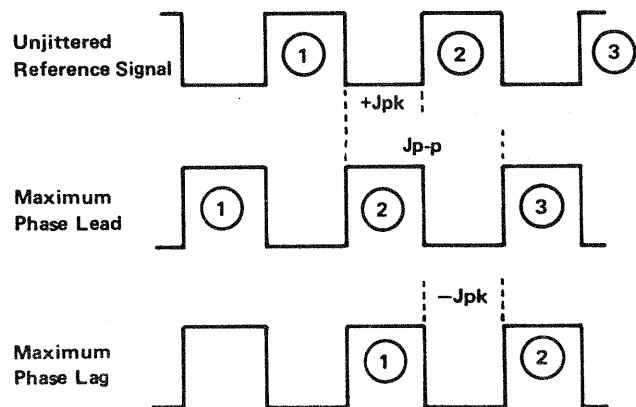 Unjittered
Reference Signal
1
2
3
+Jpk
Jp-p
Maximum
Phase Lead
1
2
3
−Jpk
Maximum
Phase Lag
1
2